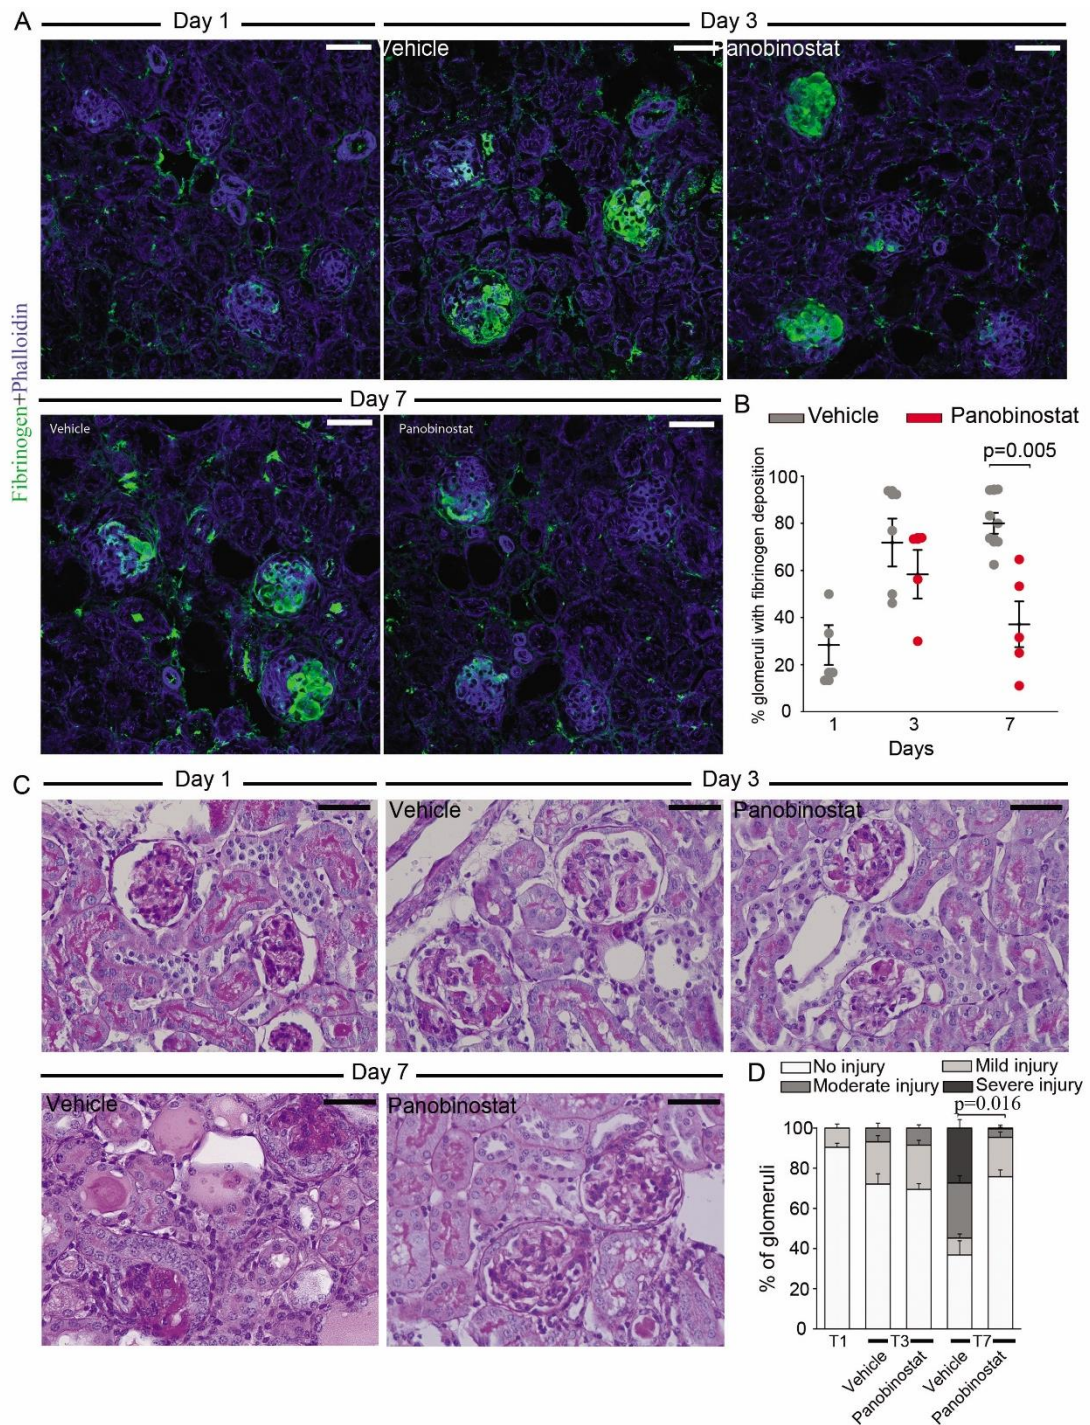 A
Day 1
Day 3
Vehicle
Panobinostat
Fibrinogen+Phalloidin
Day 7
Vehicle
Panobinostat
B
Vehicle
Panobinostat
p=0.005
% glomeruli with fibrinogen deposition
100
80
60
40
20
0
1 3 7
Days
C
Day 1
Day 3
Vehicle
Panobinostat
Day 7
Vehicle
Panobinostat
D
No injury
Mild injury
Moderate injury
Severe injury
p=0.016
% of glomeruli
100
80
60
40
20
0
T1 T3 T7
Vehicle
Panobinostat
Vehicle
Panobinostat